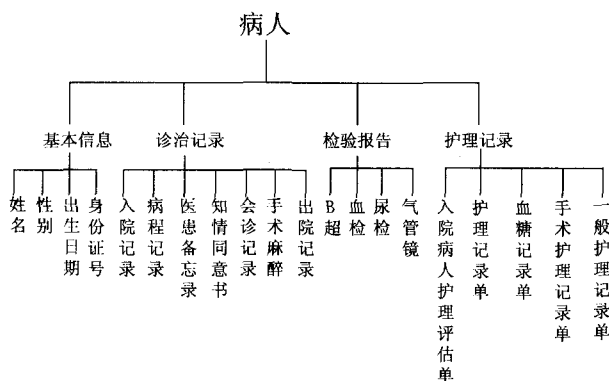 病人
基本信息
诊治记录
检验报告
护理记录
姓名
性别
出生日期
身份证号
入院记录
病程记录
医患备忘录
知情同意书
会诊记录
手术麻醉
出院记录
B超
血检
尿检
气管镜
入院病人护理评估单
护理记录单
血糖记录单
手术护理记录单
一般护理记录单